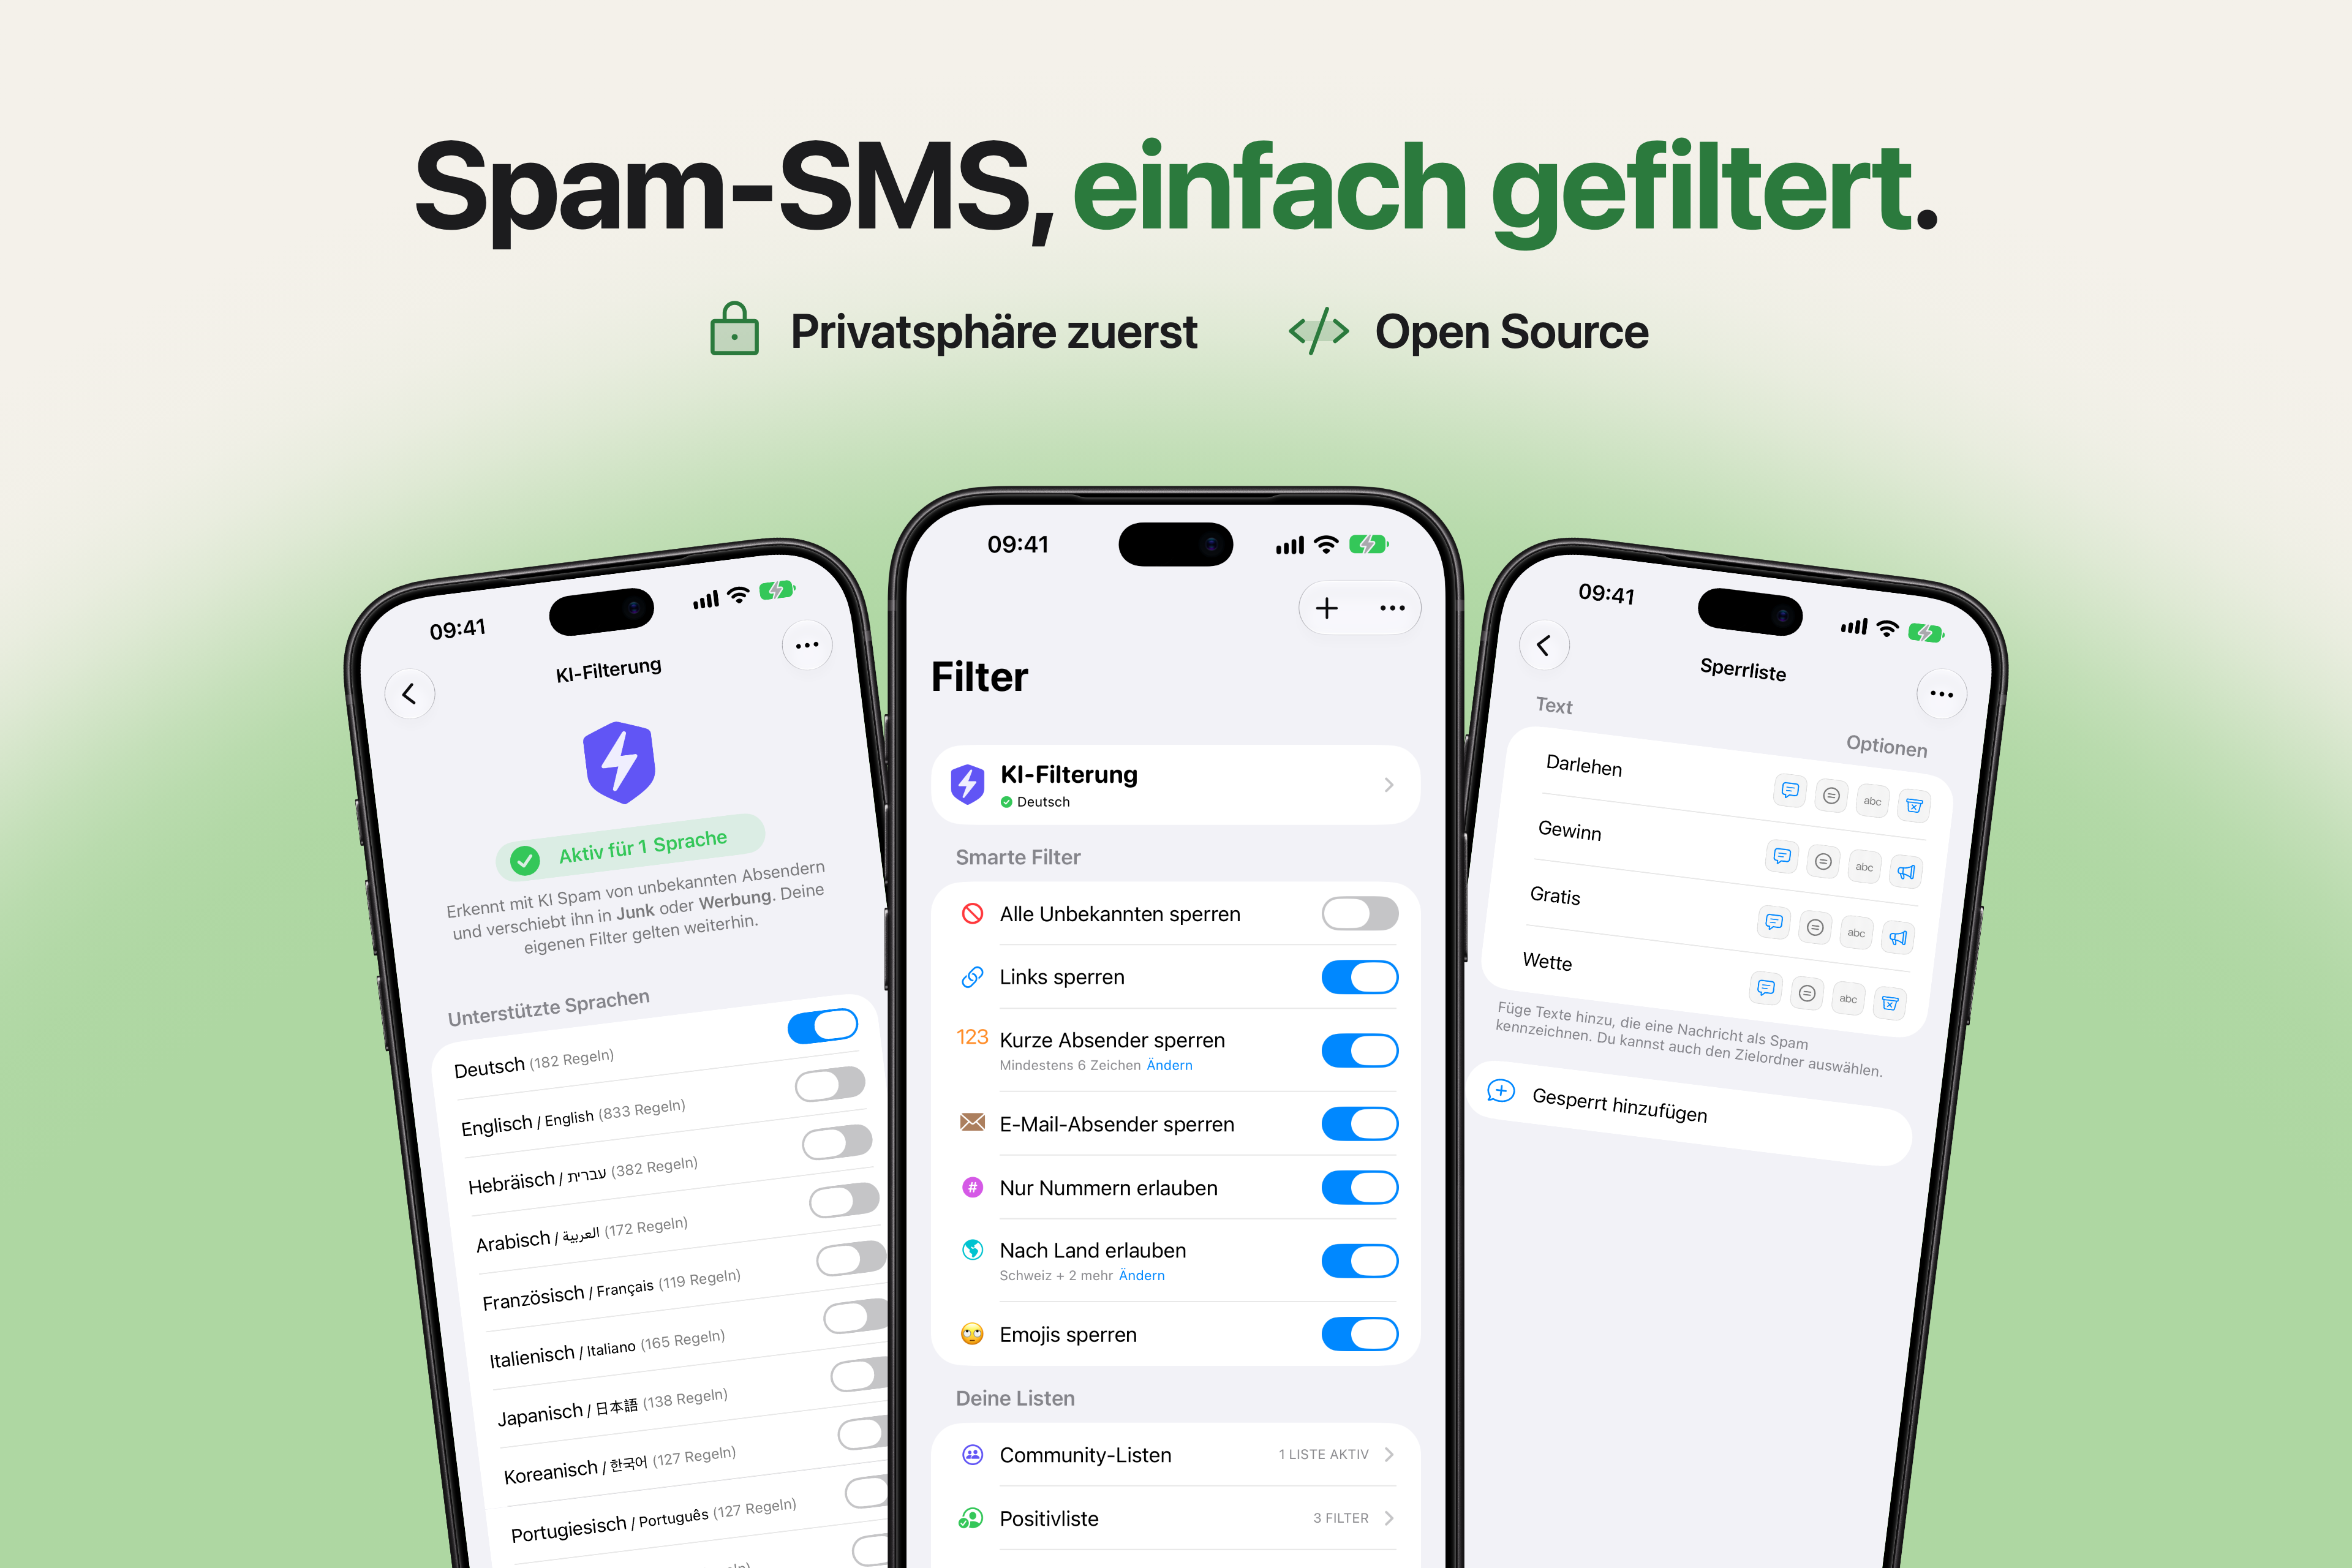 Spam-SMS, einfach gefiltert.
Privatsphäre zuerst
Open Source
09:41
KI-Filterung
Aktiv für 1 Sprache
Erkennt mit KI Spam von unbekannten Absendern
und verschiebt ihn in Junk oder Werbung. Deine
eigenen Filter gelten weiterhin.
Unterstützte Sprachen
Deutsch (182 Regeln)
Englisch / English (833 Regeln)
Hebräisch / עברית (382 Regeln)
Arabisch / العربية (172 Regeln)
Französisch / Français (119 Regeln)
Italienisch / Italiano (165 Regeln)
Japanisch / 日本語 (138 Regeln)
Koreanisch / 한국어 (127 Regeln)
Portugiesisch / Português (127 Regeln)
09:41
Filter
KI-Filterung
Deutsch
Smarte Filter
Alle Unbekannten sperren
Links sperren
123 Kurze Absender sperren
Mindestens 6 Zeichen Ändern
E-Mail-Absender sperren
# Nur Nummern erlauben
Nach Land erlauben
Schweiz + 2 mehr Ändern
Emojis sperren
Deine Listen
Community-Listen 1 LISTE AKTIV
Positivliste 3 FILTER
09:41
Sperrliste
Text
Optionen
Darlehen abc
Gewinn abc
Gratis abc
Wette abc
Füge Texte hinzu, die eine Nachricht als Spam
kennzeichnen. Du kannst auch den Zielordner auswählen.
Gesperrt hinzufügen